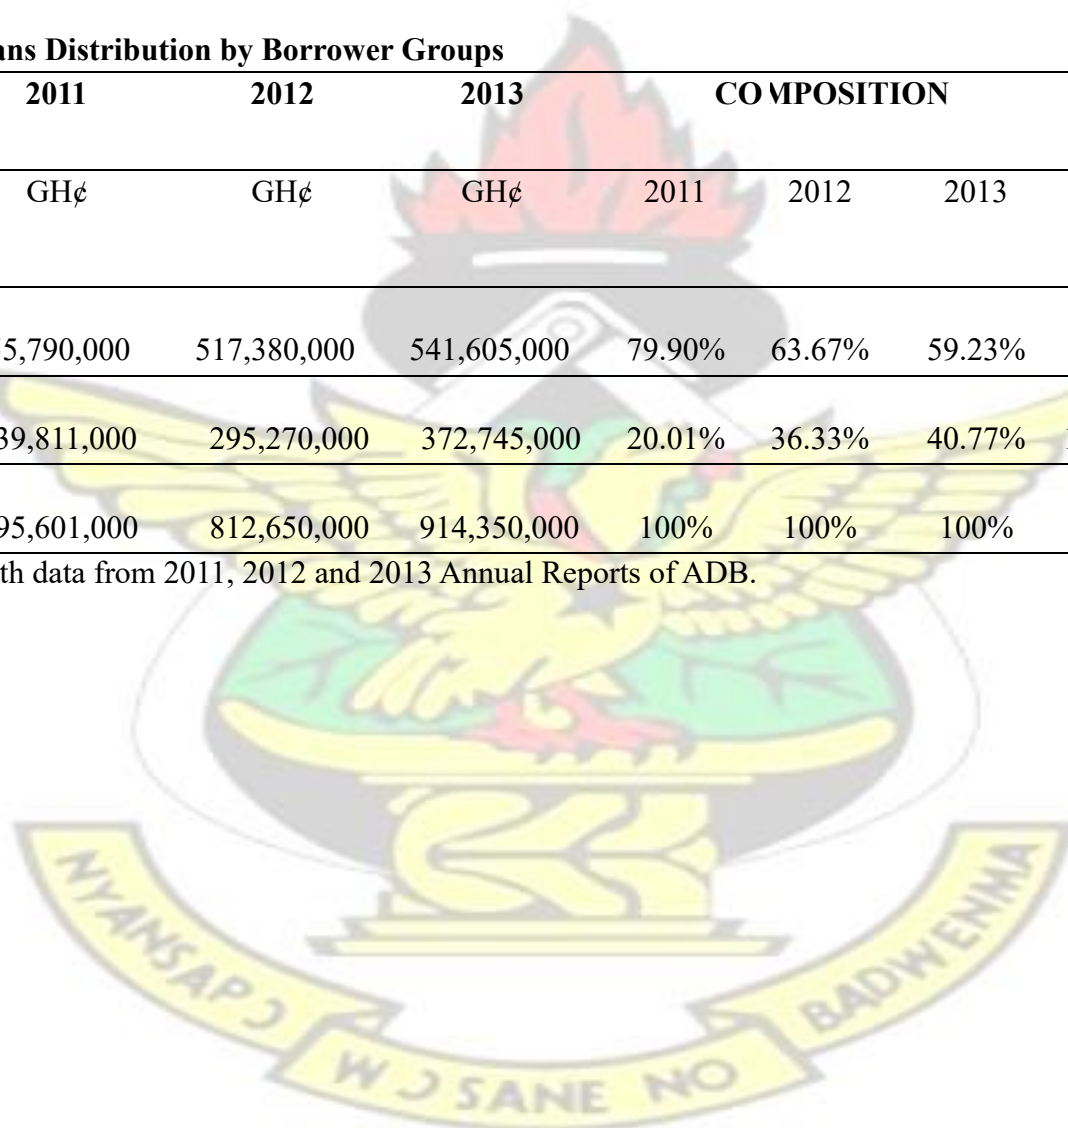 ans Distribution by Borrower Groups
2011 2012 2013 COMPOSITION
GH¢ GH¢ GH¢ 2011 2012 2013
5,790,000 517,380,000 541,605,000 79.90% 63.67% 59.23%
39,811,000 295,270,000 372,745,000 20.01% 36.33% 40.77%
95,601,000 812,650,000 914,350,000 100% 100% 100%
th data from 2011, 2012 and 2013 Annual Reports of ADB.
NYANSAPƆ
WƆSANE NO
BADWENMA